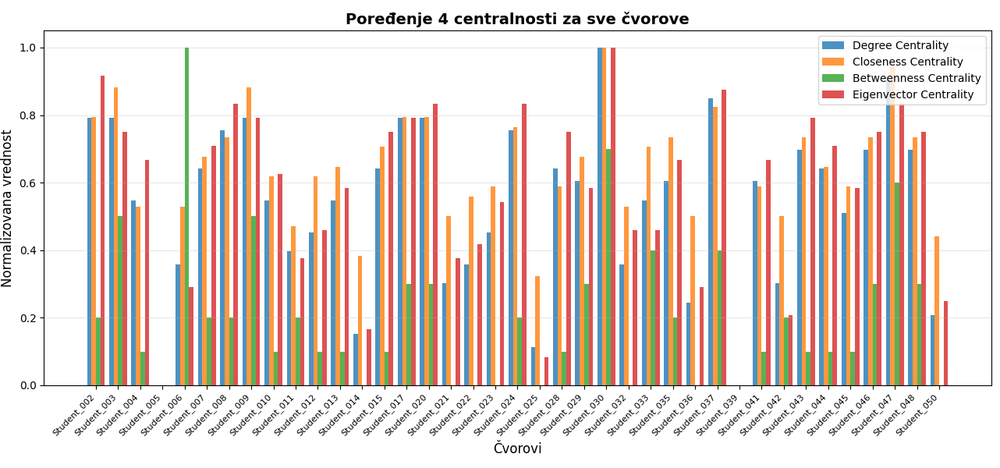 Poređenje 4 centralnosti za sve čvorove
Degree Centrality
Closeness Centrality
Betweenness Centrality
Eigenvector Centrality
Normalizovana vrednost
1.0
0.8
0.6
0.4
0.2
0.0
Student_002
Student_003
Student_004
Student_005
Student_006
Student_007
Student_008
Student_009
Student_010
Student_011
Student_012
Student_013
Student_014
Student_015
Student_017
Student_020
Student_021
Student_022
Student_023
Student_024
Student_025
Student_028
Student_029
Student_030
Student_032
Student_033
Student_035
Student_036
Student_037
Student_039
Student_041
Student_042
Student_043
Student_044
Student_045
Student_046
Student_047
Student_048
Student_050
Čvorovi